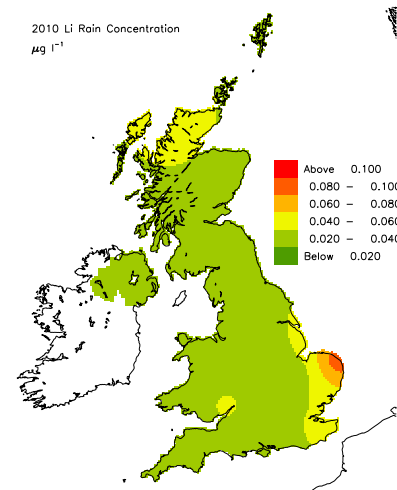 2010 Li Rain Concentration
µg l⁻¹
Above 0.100
0.080 – 0.100
0.060 – 0.080
0.040 – 0.060
0.020 – 0.040
Below 0.020